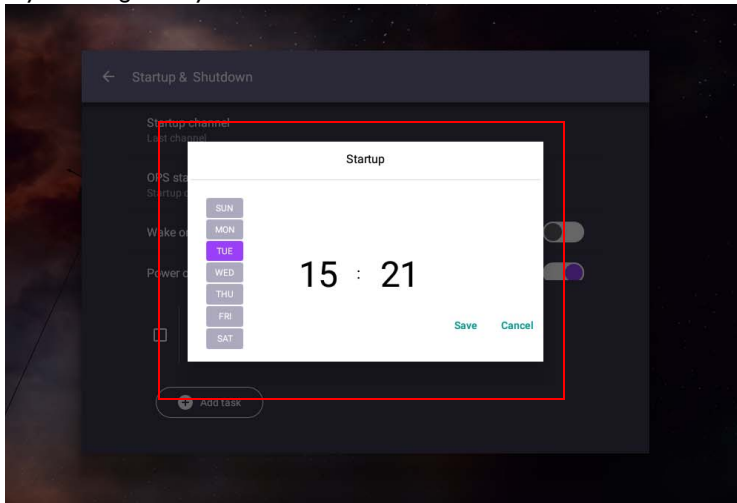 ← Startup & Shutdown
Startup channel
Last channel
OPS sta
Startup
Wake o
Power o
Startup
SUN
MON
TUE
WED
THU
FRI
SAT
15 : 21
Save Cancel
Add task